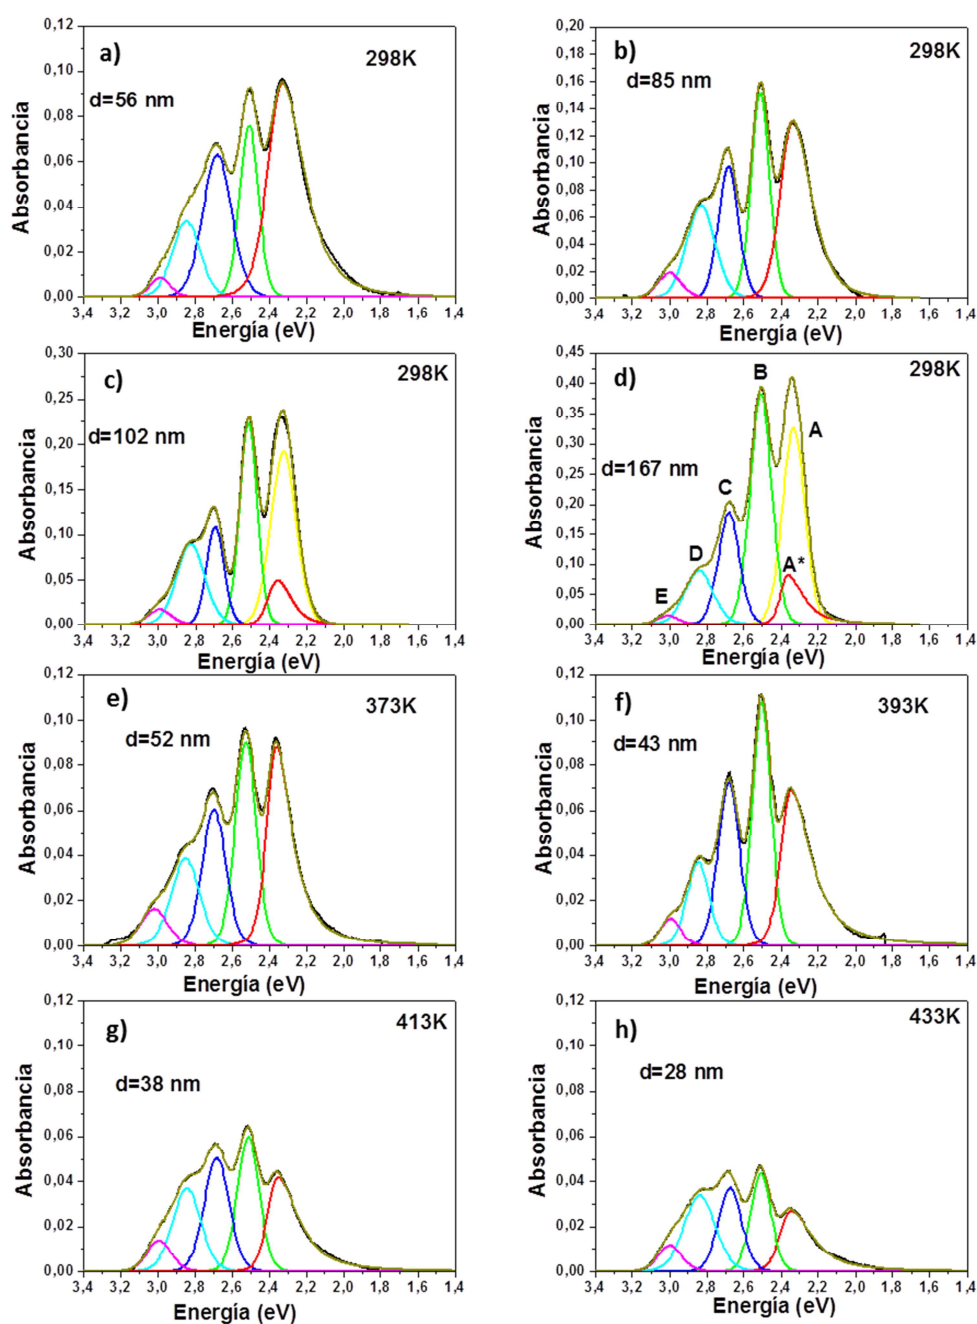 a)
298K
d=56 nm
Absorbancia
0,12
0,10
0,08
0,06
0,04
0,02
0,00
3,4 3,2 3,0 2,8 2,6 2,4 2,2 2,0 1,8 1,6 1,4
Energía (eV)
b)
298K
d=85 nm
Absorbancia
0,20
0,18
0,16
0,14
0,12
0,10
0,08
0,06
0,04
0,02
0,00
3,4 3,2 3,0 2,8 2,6 2,4 2,2 2,0 1,8 1,6 1,4
Energía (eV)
c)
298K
d=102 nm
Absorbancia
0,30
0,25
0,20
0,15
0,10
0,05
0,00
3,4 3,2 3,0 2,8 2,6 2,4 2,2 2,0 1,8 1,6 1,4
Energía (eV)
d)
298K
d=167 nm
B
A
C
D
A*
E
Absorbancia
0,45
0,40
0,35
0,30
0,25
0,20
0,15
0,10
0,05
0,00
3,4 3,2 3,0 2,8 2,6 2,4 2,2 2,0 1,8 1,6 1,4
Energía (eV)
e)
373K
d=52 nm
Absorbancia
0,12
0,10
0,08
0,06
0,04
0,02
0,00
3,4 3,2 3,0 2,8 2,6 2,4 2,2 2,0 1,8 1,6 1,4
Energía (eV)
f)
393K
d=43 nm
Absorbancia
0,12
0,10
0,08
0,06
0,04
0,02
0,00
3,4 3,2 3,0 2,8 2,6 2,4 2,2 2,0 1,8 1,6 1,4
Energía (eV)
g)
413K
d=38 nm
Absorbancia
0,12
0,10
0,08
0,06
0,04
0,02
0,00
3,4 3,2 3,0 2,8 2,6 2,4 2,2 2,0 1,8 1,6 1,4
Energía (eV)
h)
433K
d=28 nm
Absorbancia
0,12
0,10
0,08
0,06
0,04
0,02
0,00
3,4 3,2 3,0 2,8 2,6 2,4 2,2 2,0 1,8 1,6 1,4
Energía (eV)